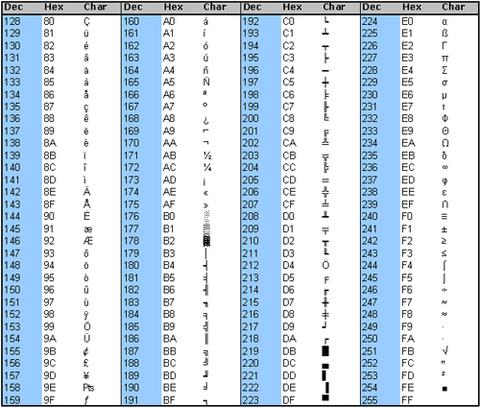 Dec Hex Char Dec Hex Char Dec Hex Char Dec Hex Char
128 80 Ç 160 A0 á 192 C0 └ 224 E0 α
129 81 ü 161 A1 í 193 C1 ┴ 225 E1 ß
130 82 é 162 A2 ó 194 C2 ┬ 226 E2 Γ
131 83 â 163 A3 ú 195 C3 ├ 227 E3 π
132 84 ä 164 A4 ñ 196 C4 ─ 228 E4 Σ
133 85 à 165 A5 Ñ 197 C5 ┼ 229 E5 σ
134 86 å 166 A6 ª 198 C6 ╞ 230 E6 µ
135 87 ç 167 A7 º 199 C7 ╟ 231 E7 τ
136 88 ê 168 A8 ¿ 200 C8 ╚ 232 E8 Φ
137 89 ë 169 A9 ⌐ 201 C9 ╔ 233 E9 Θ
138 8A è 170 AA ¬ 202 CA ╩ 234 EA Ω
139 8B ï 171 AB ½ 203 CB ╦ 235 EB δ
140 8C î 172 AC ¼ 204 CC ╠ 236 EC ∞
141 8D ì 173 AD ¡ 205 CD ═ 237 ED φ
142 8E Ä 174 AE « 206 CE ╬ 238 EE ε
143 8F Å 175 AF » 207 CF ╧ 239 EF ∩
144 90 É 176 B0 ░ 208 D0 ╨ 240 F0 ≡
145 91 æ 177 B1 ▒ 209 D1 ╤ 241 F1 ±
146 92 Æ 178 B2 ▓ 210 D2 ╥ 242 F2 ≥
147 93 ô 179 B3 │ 211 D3 ╙ 243 F3 ≤
148 94 ö 180 B4 ┤ 212 D4 Ö 244 F4 ⌠
149 95 ò 181 B5 ╡ 213 D5 ╒ 245 F5 ⌡
150 96 û 182 B6 ╢ 214 D6 ╓ 246 F6 ÷
151 97 ù 183 B7 ╖ 215 D7 ╫ 247 F7 ≈
152 98 ÿ 184 B8 ╕ 216 D8 ╪ 248 F8 ≈
153 99 Ö 185 B9 ╣ 217 D9 ┘ 249 F9 ·
154 9A Ü 186 BA ║ 218 DA ┌ 250 FA ·
155 9B ¢ 187 BB ╗ 219 DB █ 251 FB √
156 9C £ 188 BC ╝ 220 DC ▄ 252 FC ⁿ
157 9D ¥ 189 BD ╜ 221 DD ▌ 253 FD ²
158 9E Pts 190 BE ╛ 222 DE ▐ 254 FE ■
159 9F ƒ 191 BF ┐ 223 DF ▀ 255 FF